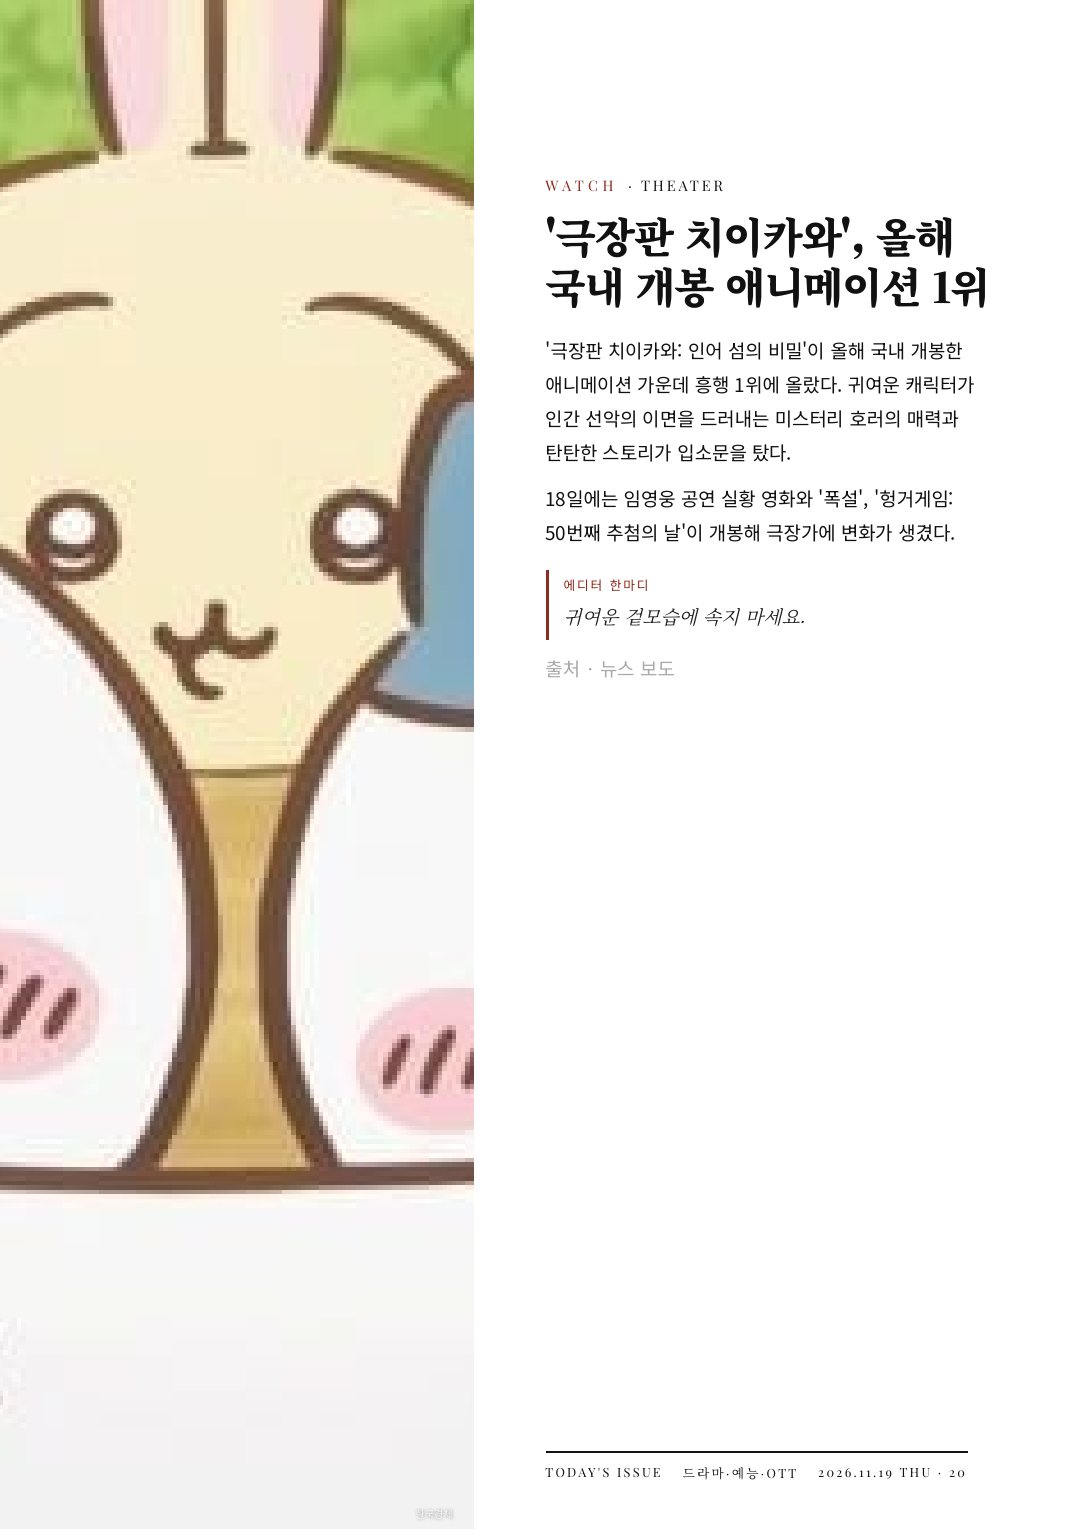 WATCH · THEATER
'극장판 치이카와', 올해
국내 개봉 애니메이션 1위
'극장판 치이카와: 인어 섬의 비밀'이 올해 국내 개봉한
애니메이션 가운데 흥행 1위에 올랐다. 귀여운 캐릭터가
인간 선악의 이면을 드러내는 미스터리 호러의 매력과
탄탄한 스토리가 입소문을 탔다.
18일에는 임영웅 공연 실황 영화와 '폭설', '헝거게임:
50번째 추첨의 날'이 개봉해 극장가에 변화가 생겼다.
에디터 한마디
귀여운 겉모습에 속지 마세요.
출처 · 뉴스 보도
TODAY'S ISSUE 드라마·예능·OTT 2026.11.19 THU · 20